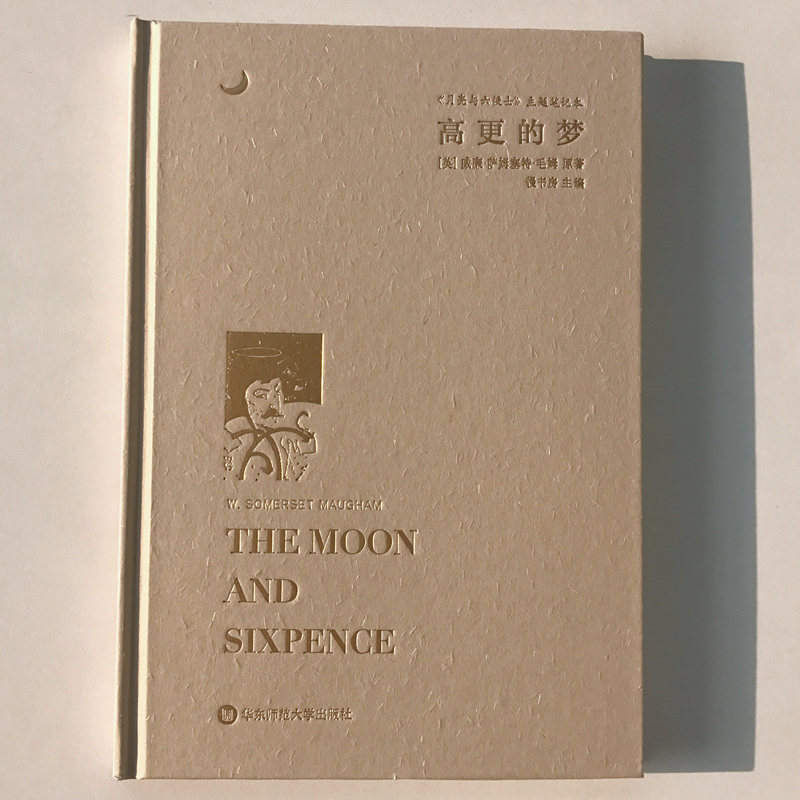 《月亮与六便士》主题笔记本
高更的梦
[英] 威廉·萨姆塞特·毛姆 原著
慢书房 主编
W. SOMERSET MAUGHAM
THE MOON
AND
SIXPENCE
华东师范大学出版社